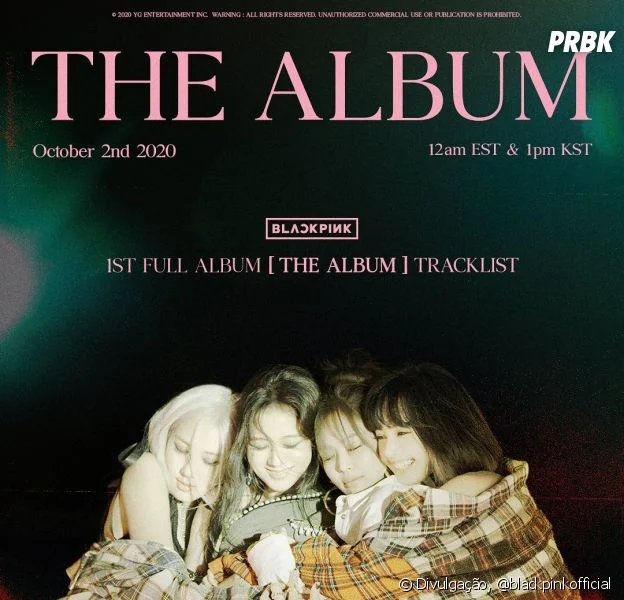 © 2020 YG ENTERTAINMENT INC. WARNING : ALL RIGHTS RESERVED. UNAUTHORIZED COMMERCIAL USE OR PUBLICATION IS PROHIBITED.
PRBK
THE ALBUM
October 2nd 2020
12am EST & 1pm KST
BLɅƆKPIИK
1ST FULL ALBUM [ THE ALBUM ] TRACKLIST
© Divulgação, @blackpinkofficial